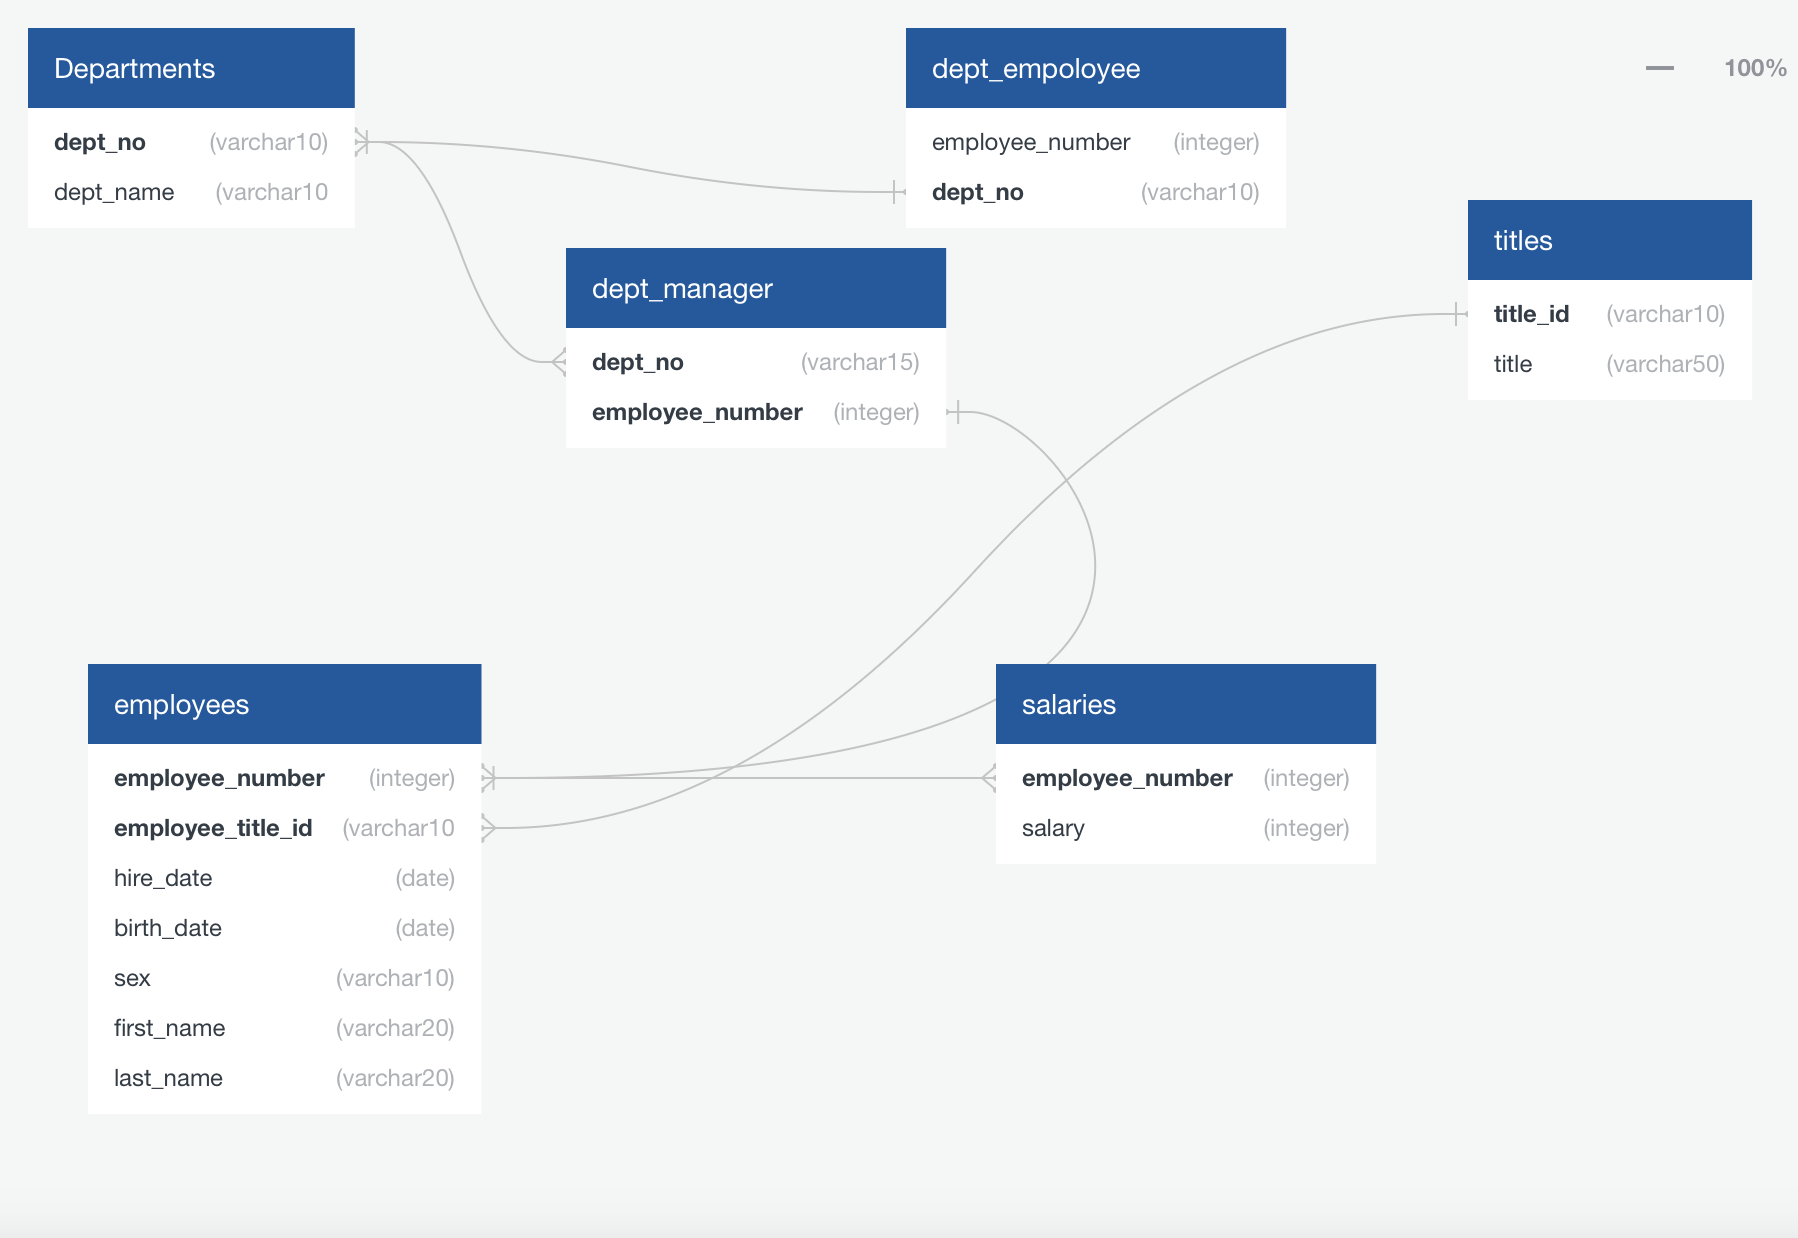 Departments
dept_no (varchar10)
dept_name (varchar10
dept_empoloyee
employee_number (integer)
dept_no (varchar10)
100%
titles
title_id (varchar10)
title (varchar50)
dept_manager
dept_no (varchar15)
employee_number (integer)
employees
employee_number (integer)
employee_title_id (varchar10
hire_date (date)
birth_date (date)
sex (varchar10)
first_name (varchar20)
last_name (varchar20)
salaries
employee_number (integer)
salary (integer)